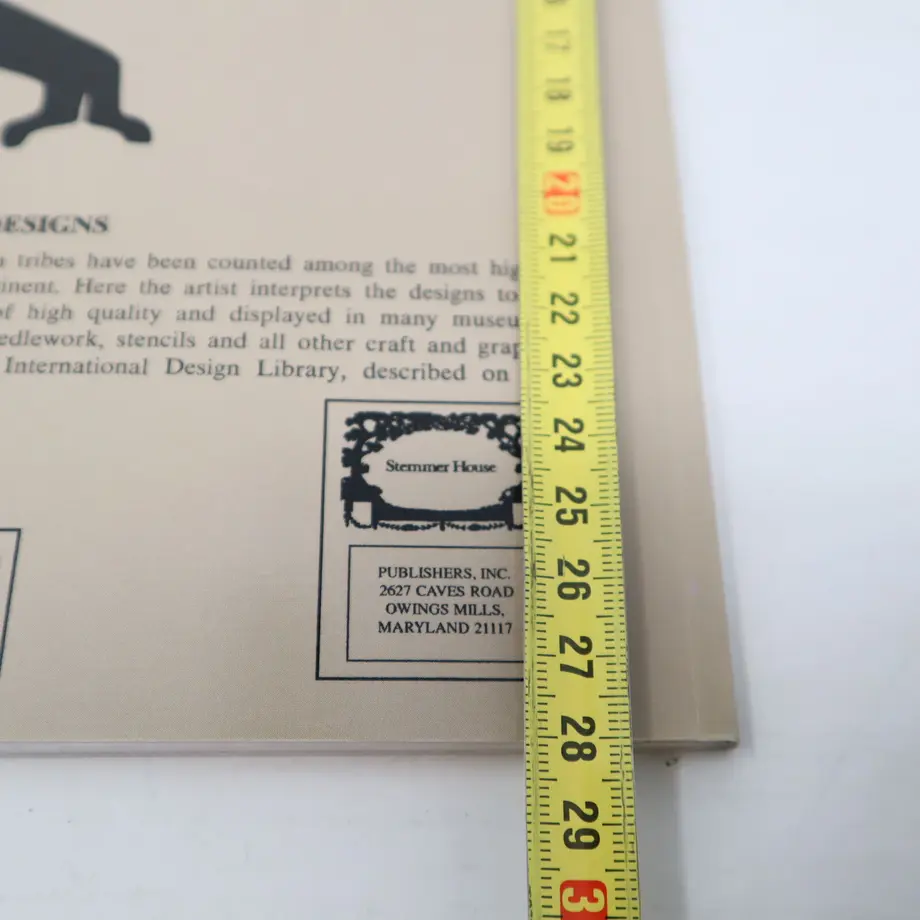 DESIGNS
tribes have been counted among the most hig
inent. Here the artist interprets the designs to
of high quality and displayed in many museu
edlework, stencils and all other craft and grap
International Design Library, described on
Stemmer House
PUBLISHERS, INC.
2627 CAVES ROAD
OWINGS MILLS,
MARYLAND 21117
17
18
19
20
21
22
23
24
25
26
27
28
29
3